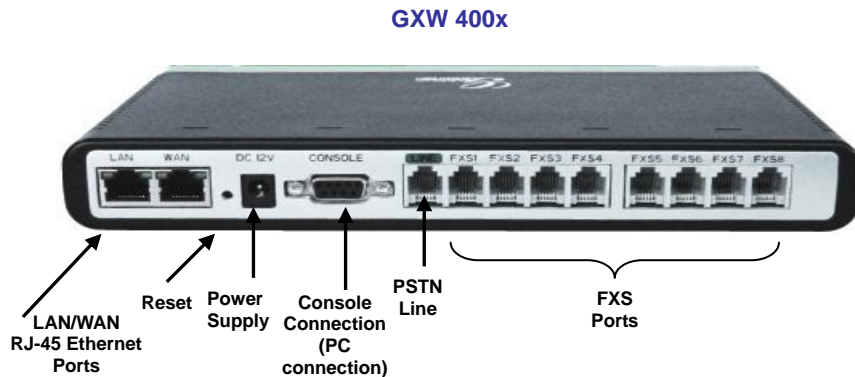 GXW 400x
LAN
WAN
DC 12V
CONSOLE
LINE
FXS1
FXS2
FXS3
FXS4
FXS5
FXS6
FXS7
FXS8
LAN/WAN
RJ-45 Ethernet
Ports
Reset
Power
Supply
Console
Connection
(PC
connection)
PSTN
Line
FXS
Ports